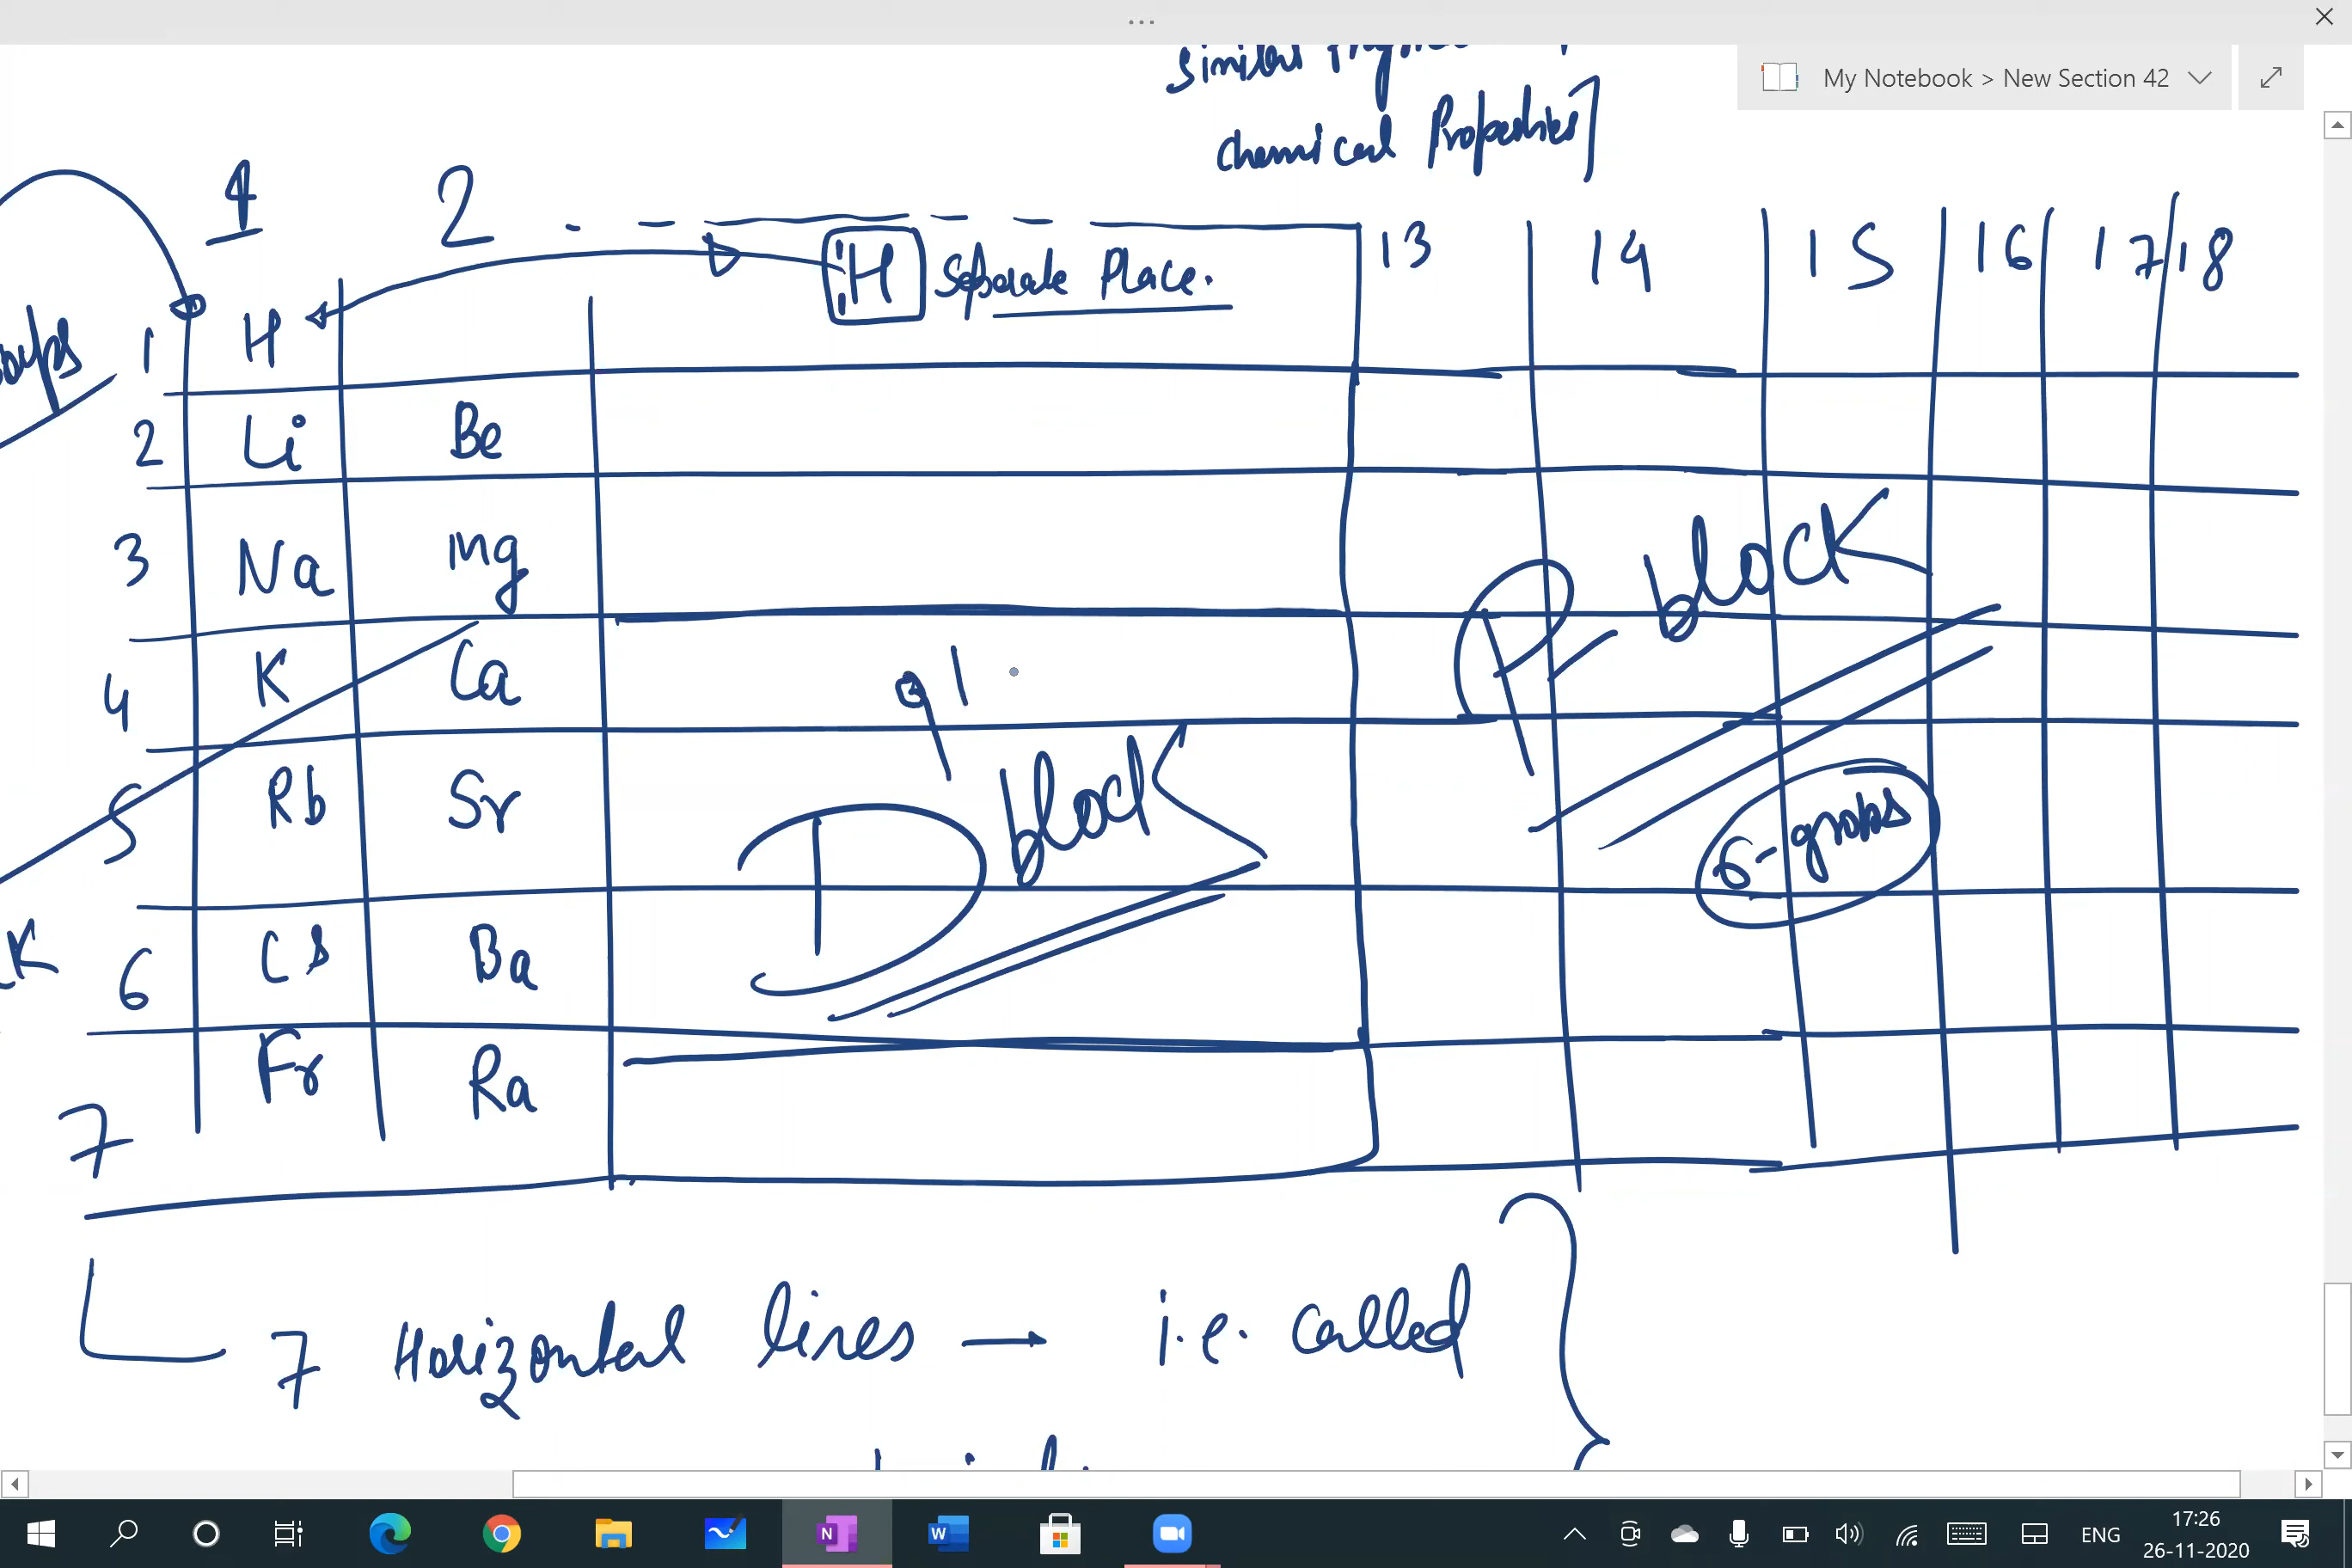 ...
My Notebook > New Section 42
chemical Properties]
1 2 . - - - - 13 14 15 16 17 18
H Separate Place.
1 H
2 Li Be
block
3 Na Mg
P
4 K Ca
91
5 Rb Sr
block
6-groups
D
K
6 Cs Ba
Fr Ra
7
7 Horizontal lines → i.e. Called
N
W
ENG
17:26
26-11-2020